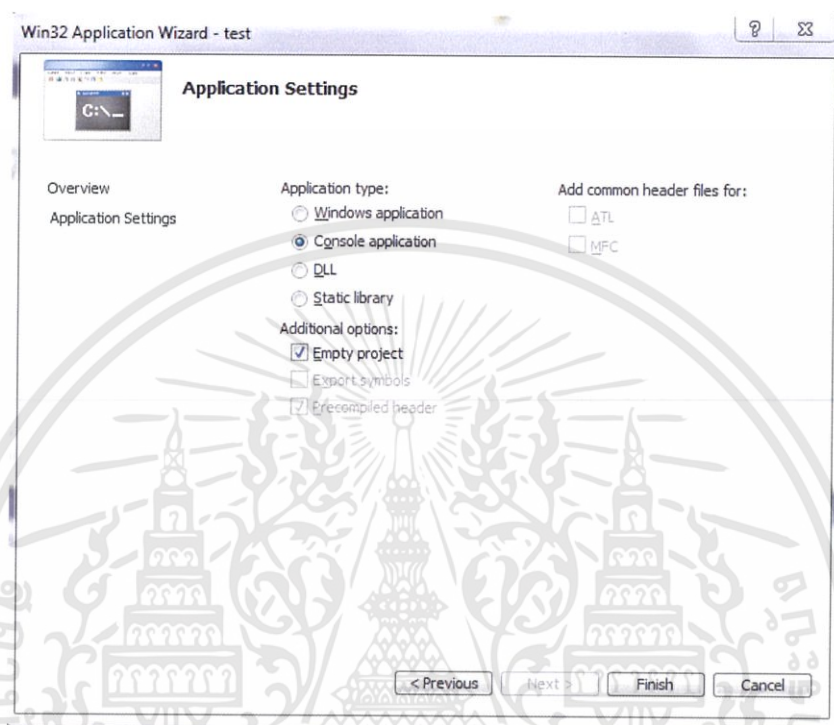 Win32 Application Wizard - test
Application Settings
C:\_
Overview
Application Settings
Application type:
Windows application
Console application
DLL
Static library
Additional options:
Empty project
Export symbols
Precompiled header
Add common header files for:
ATL
MFC
< Previous
Next >
Finish
Cancel